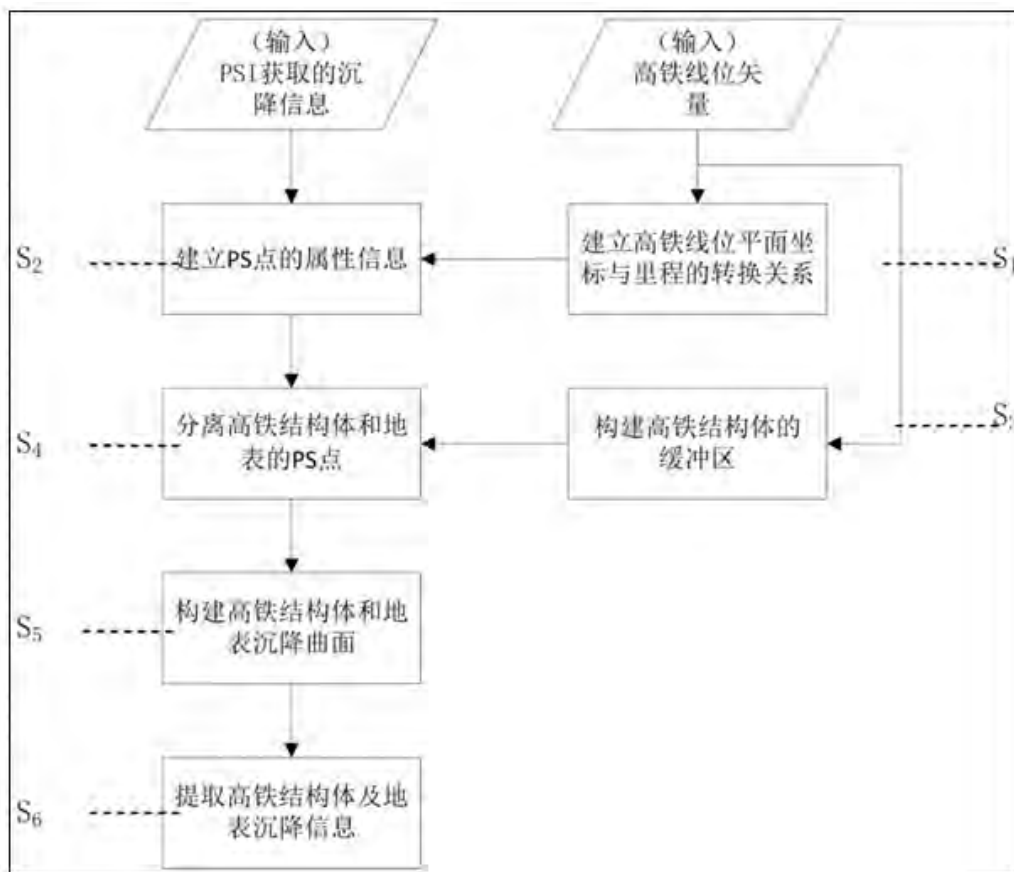 （输入）
PSI获取的沉
降信息
（输入）
高铁线位矢
量
S2
建立PS点的属性信息
建立高铁线位平面坐
标与里程的转换关系
S1
S4
分离高铁结构体和地
表的PS点
构建高铁结构体的
缓冲区
S
S5
构建高铁结构体和地
表沉降曲面
S6
提取高铁结构体及地
表沉降信息